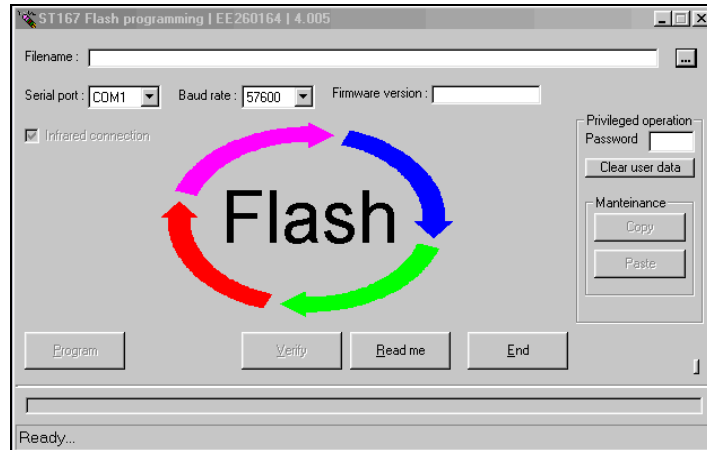 ST167 Flash programming | EE260164 | 4.005
Filename :
...
Serial port : COM1 Baud rate : 57600 Firmware version :
Infrared connection
Privileged operation
Password
Clear user data
Manteinance
Copy
Paste
Flash
Program Verify Read me End
Ready...